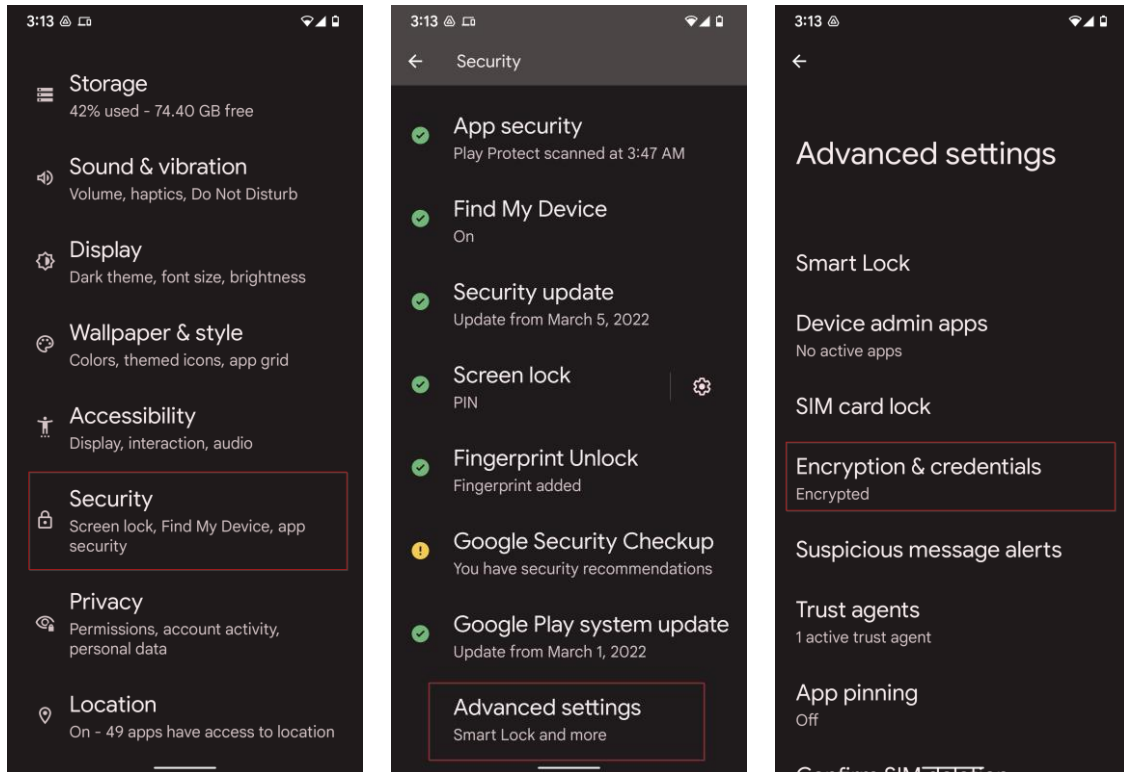 3:13
Storage
42% used - 74.40 GB free
Sound & vibration
Volume, haptics, Do Not Disturb
Display
Dark theme, font size, brightness
Wallpaper & style
Colors, themed icons, app grid
Accessibility
Display, interaction, audio
Security
Screen lock, Find My Device, app
security
Privacy
Permissions, account activity,
personal data
Location
On - 49 apps have access to location
3:13
Security
App security
Play Protect scanned at 3:47 AM
Find My Device
On
Security update
Update from March 5, 2022
Screen lock
PIN
Fingerprint Unlock
Fingerprint added
Google Security Checkup
You have security recommendations
Google Play system update
Update from March 1, 2022
Advanced settings
Smart Lock and more
3:13
Advanced settings
Smart Lock
Device admin apps
No active apps
SIM card lock
Encryption & credentials
Encrypted
Suspicious message alerts
Trust agents
1 active trust agent
App pinning
Off
Confirm SIM deletion